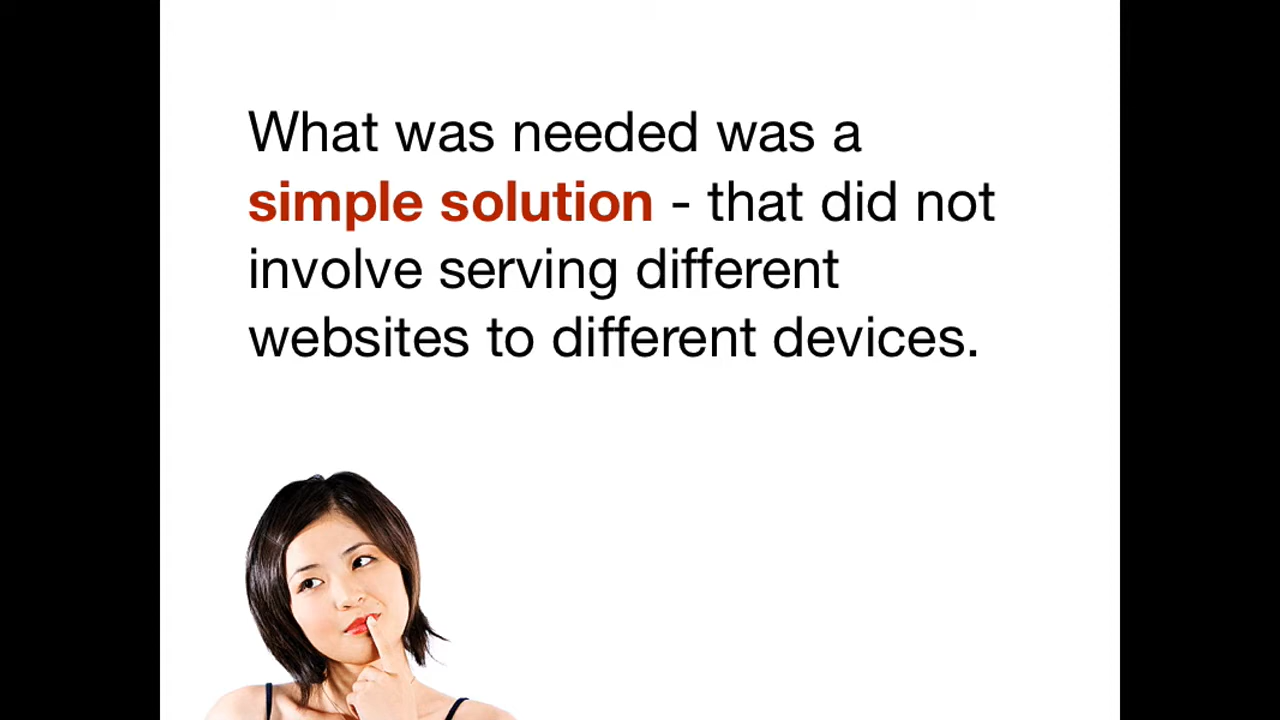 What was needed was a
simple solution - that did not
involve serving different
websites to different devices.